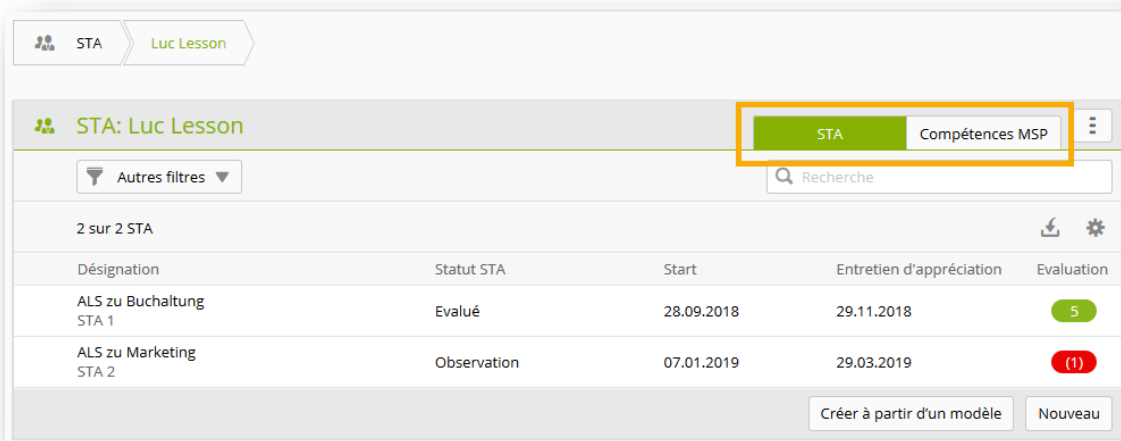 STA Luc Lesson
STA: Luc Lesson STA Compétences MSP
Autres filtres Recherche
2 sur 2 STA
Désignation Statut STA Start Entretien d'appréciation Evaluation
ALS zu Buchaltung Evalué 28.09.2018 29.11.2018 5
STA 1
ALS zu Marketing Observation 07.01.2019 29.03.2019 (1)
STA 2
Créer à partir d'un modèle Nouveau